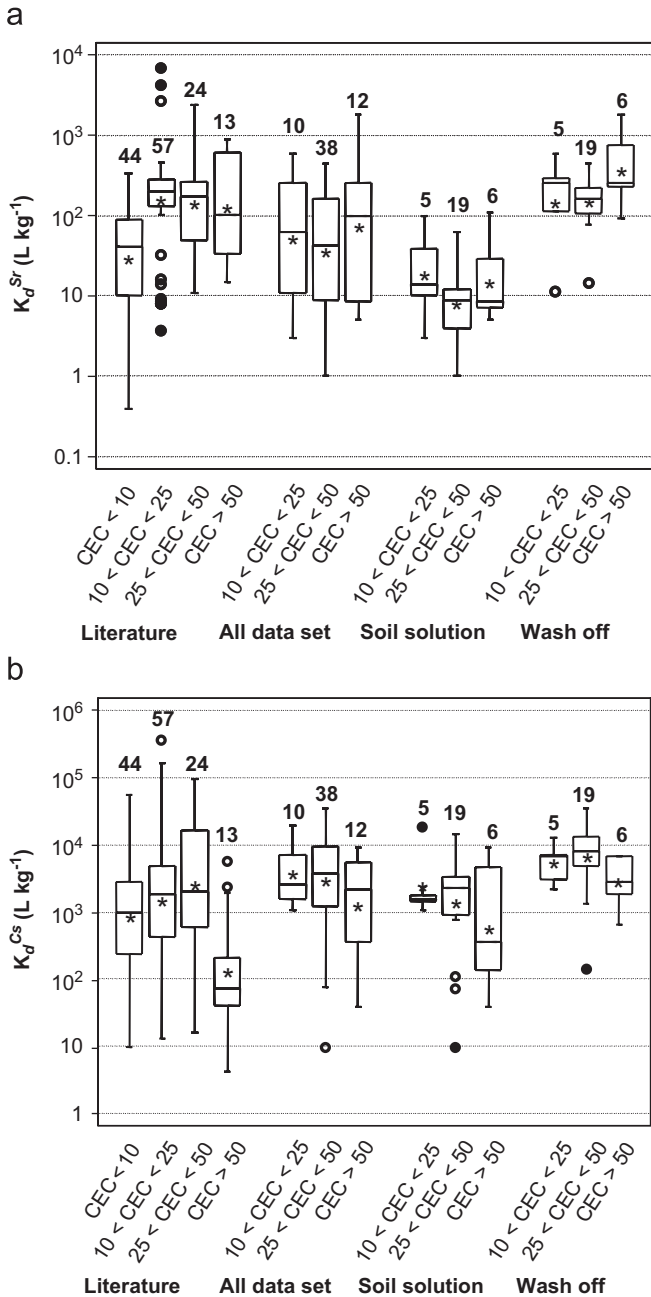 a
10⁴
10³
10²
10
1
0.1
K_d^Sr (L kg⁻¹)
44
57
24
13
10
38
12
5
19
6
5
19
6
CEC < 10
10 < CEC < 25
25 < CEC < 50
CEC > 50
10 < CEC < 25
25 < CEC < 50
CEC > 50
10 < CEC < 25
25 < CEC < 50
CEC > 50
10 < CEC < 25
25 < CEC < 50
CEC > 50
Literature All data set Soil solution Wash off
b
10⁶
10⁵
10⁴
10³
10²
10
1
K_d^Cs (L kg⁻¹)
44
57
24
13
10
38
12
5
19
6
5
19
6
CEC < 10
10 < CEC < 25
25 < CEC < 50
CEC > 50
10 < CEC < 25
25 < CEC < 50
CEC > 50
10 < CEC < 25
25 < CEC < 50
CEC > 50
10 < CEC < 25
25 < CEC < 50
CEC > 50
Literature All data set Soil solution Wash off